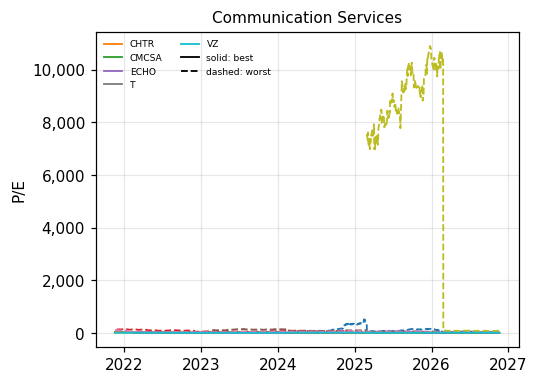 Communication Services
CHTR
CMCSA
ECHO
T
VZ
solid: best
dashed: worst
P/E
10,000
8,000
6,000
4,000
2,000
0
2022 2023 2024 2025 2026 2027